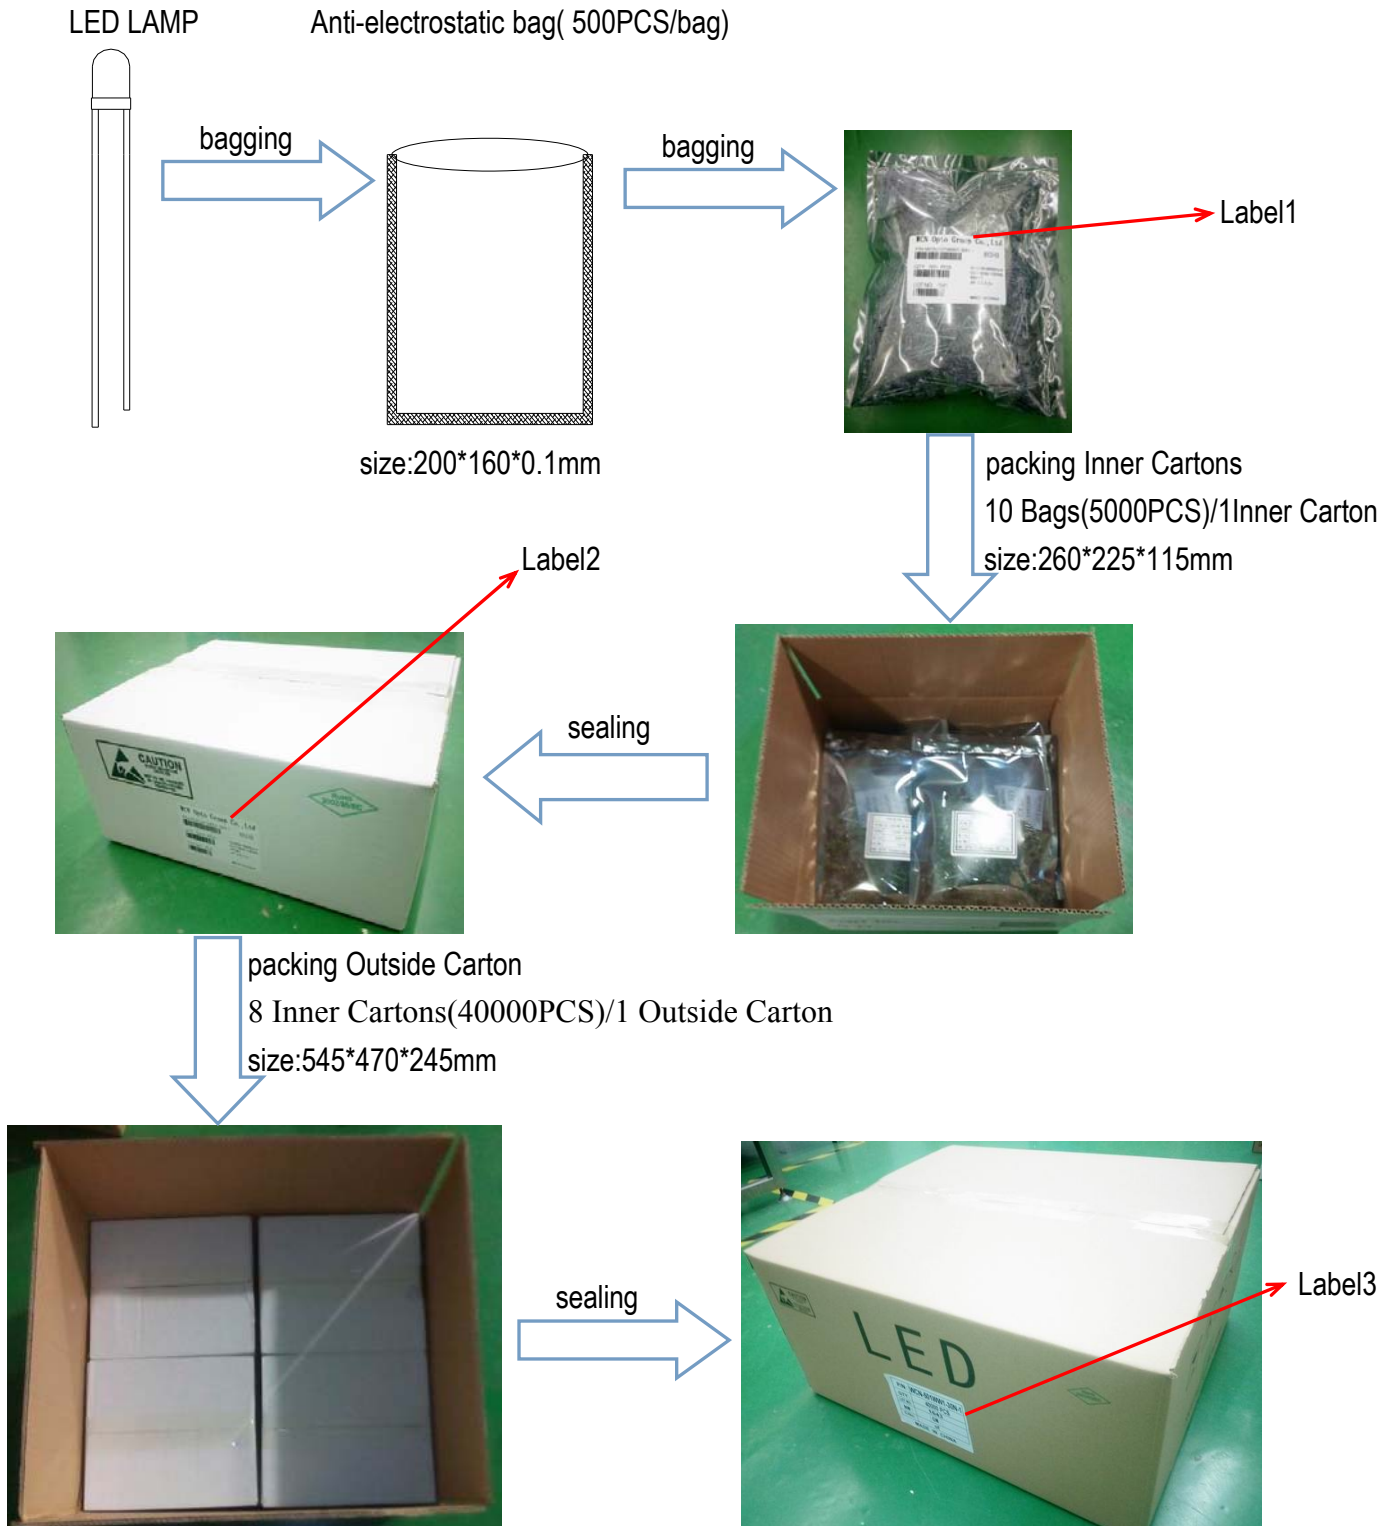 LED LAMP
Anti-electrostatic bag( 500PCS/bag)
bagging
bagging
Label1
size:200*160*0.1mm
packing Inner Cartons
10 Bags(5000PCS)/1Inner Carton
size:260*225*115mm
Label2
sealing
CAUTION
packing Outside Carton
8 Inner Cartons(40000PCS)/1 Outside Carton
size:545*470*245mm
sealing
Label3
LED